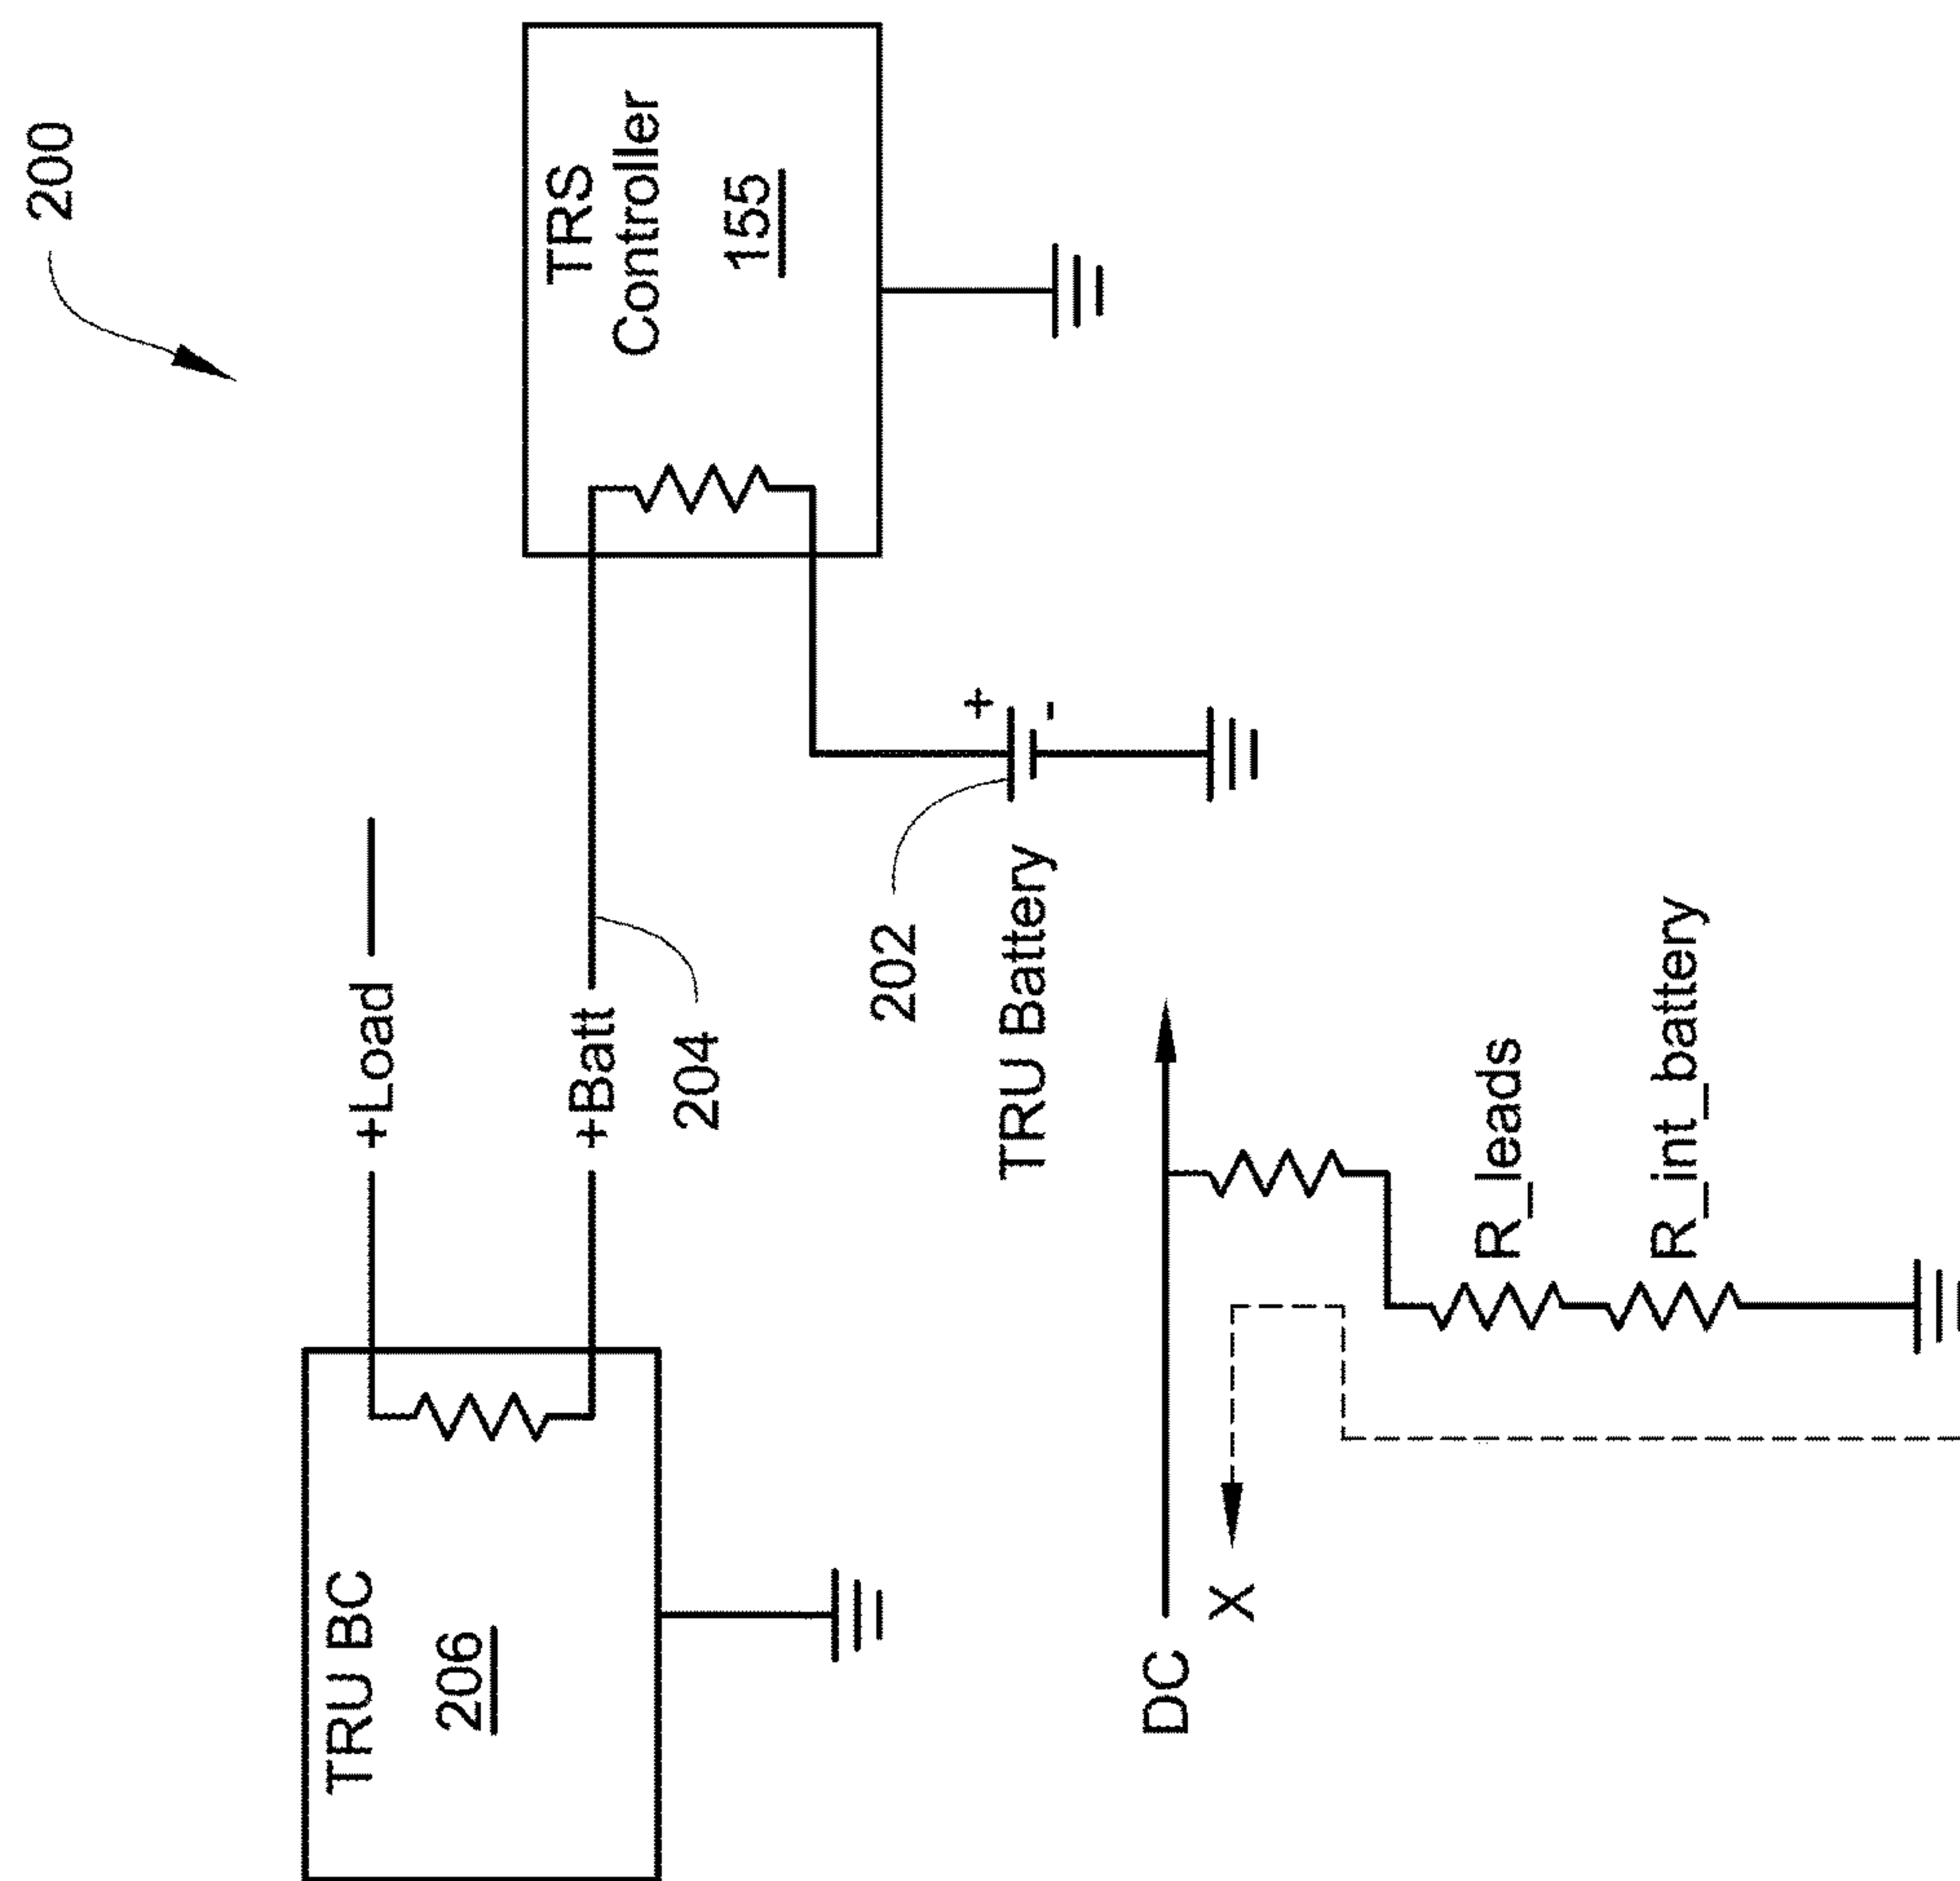 200
TRU BC
206
+Load
+Batt
204
TRS
Controller
155
202
TRU Battery
+
-
DC
X
R_leads
R_int_battery